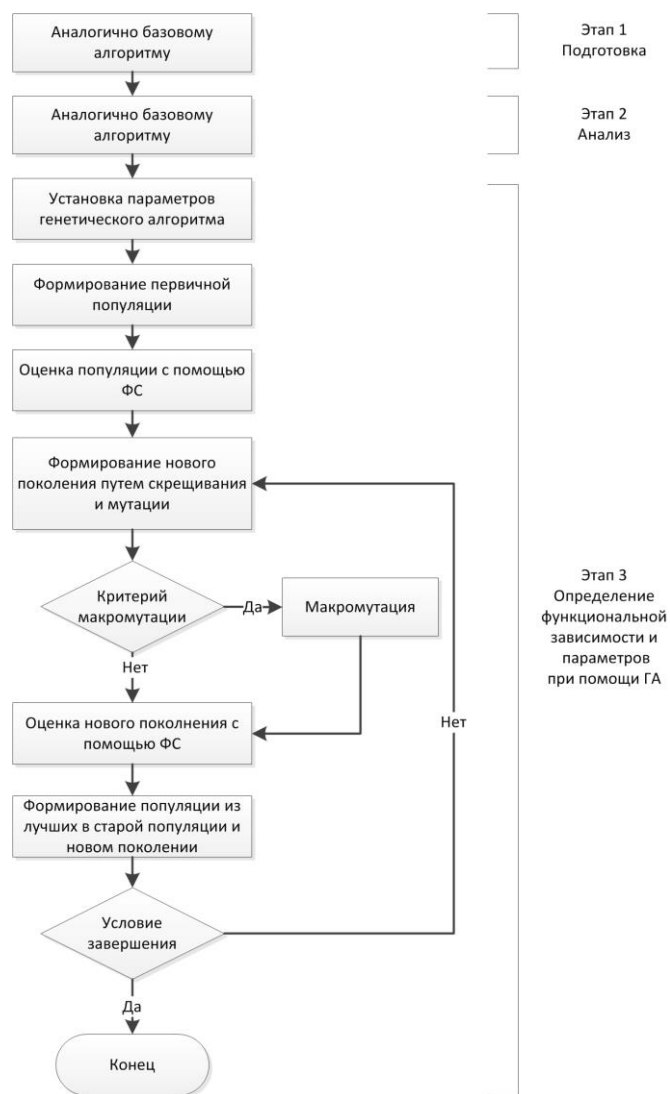 Аналогично базовому
алгоритму
Этап 1
Подготовка
Аналогично базовому
алгоритму
Этап 2
Анализ
Установка параметров
генетического алгоритма
Формирование первичной
популяции
Оценка популяции с помощью
ФС
Формирование нового
поколения путем скрещивания
и мутации
Критерий
макромутации
Да
Макромутация
Нет
Этап 3
Определение
функциональной
зависимости и
параметров
при помощи ГА
Оценка нового поколнения с
помощью ФС
Нет
Формирование популяции из
лучших в старой популяции и
новом поколении
Условие
завершения
Да
Конец